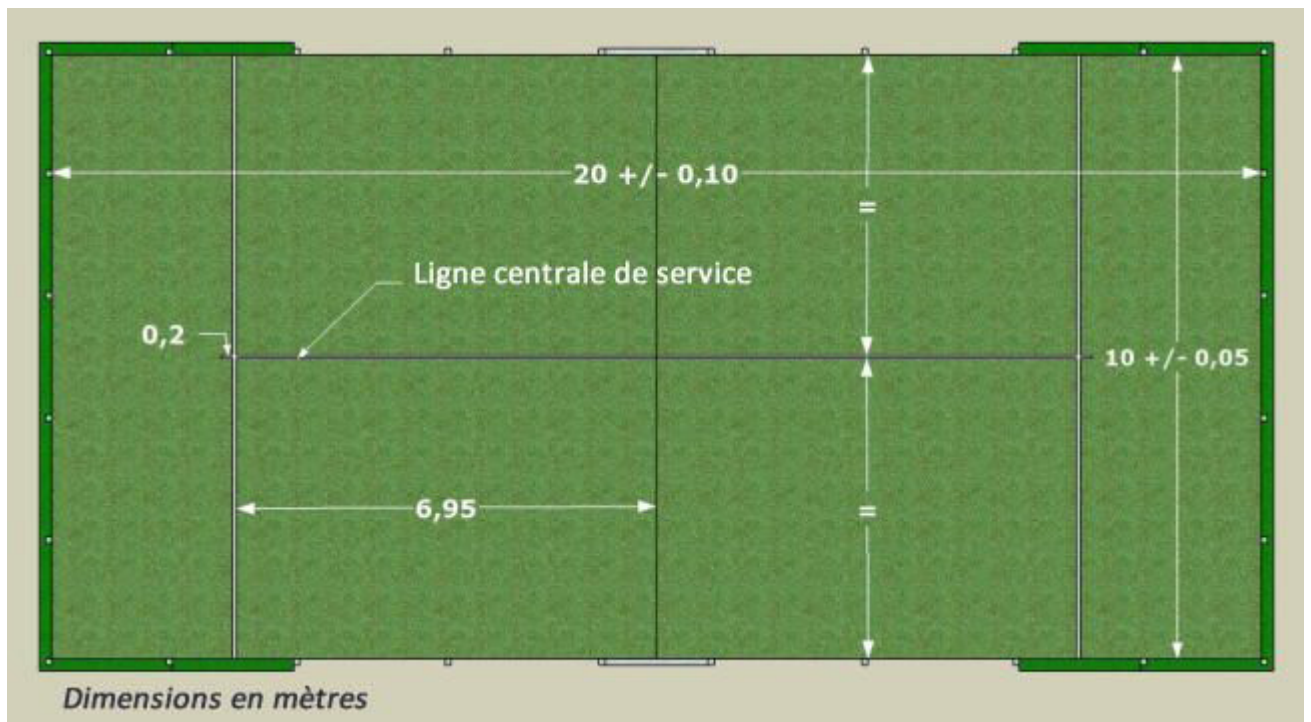 20 +/- 0,10
=
Ligne centrale de service
0,2
10 +/- 0,05
6,95
=
Dimensions en mètres